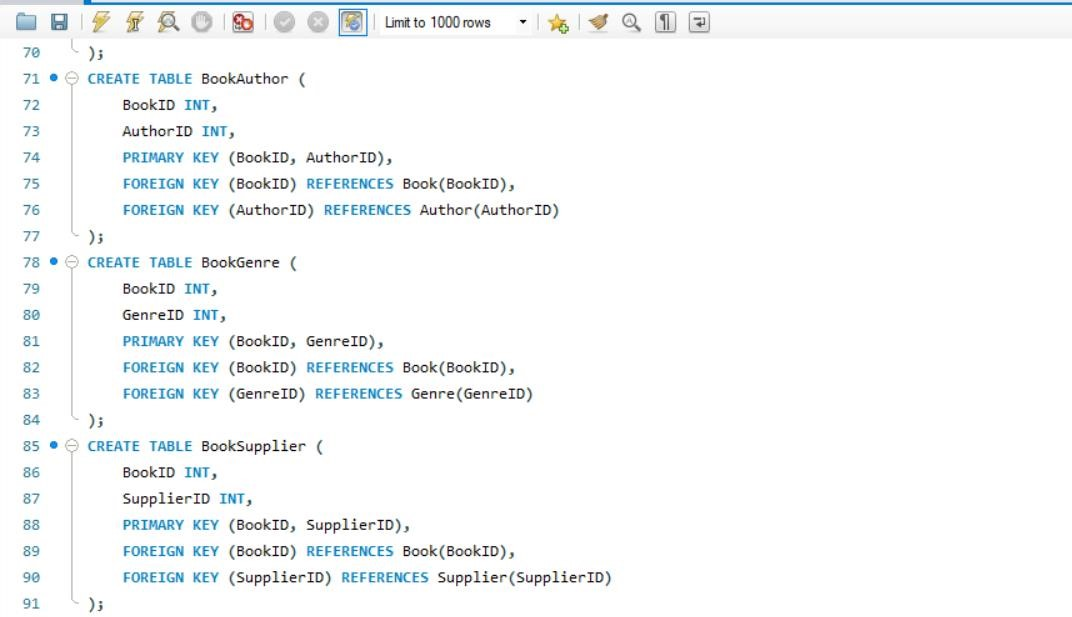 Limit to 1000 rows
70 );
71 CREATE TABLE BookAuthor (
72 BookID INT,
73 AuthorID INT,
74 PRIMARY KEY (BookID, AuthorID),
75 FOREIGN KEY (BookID) REFERENCES Book(BookID),
76 FOREIGN KEY (AuthorID) REFERENCES Author(AuthorID)
77 );
78 CREATE TABLE BookGenre (
79 BookID INT,
80 GenreID INT,
81 PRIMARY KEY (BookID, GenreID),
82 FOREIGN KEY (BookID) REFERENCES Book(BookID),
83 FOREIGN KEY (GenreID) REFERENCES Genre(GenreID)
84 );
85 CREATE TABLE BookSupplier (
86 BookID INT,
87 SupplierID INT,
88 PRIMARY KEY (BookID, SupplierID),
89 FOREIGN KEY (BookID) REFERENCES Book(BookID),
90 FOREIGN KEY (SupplierID) REFERENCES Supplier(SupplierID)
91 );